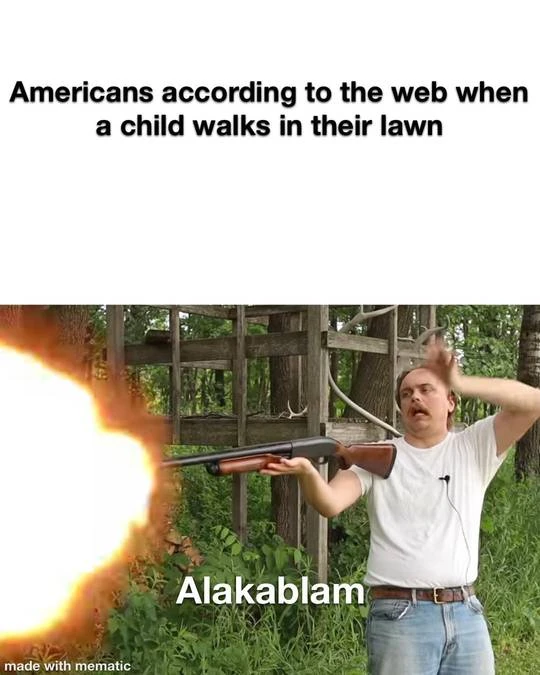 Americans according to the web when
a child walks in their lawn
Alakablam
made with mematic